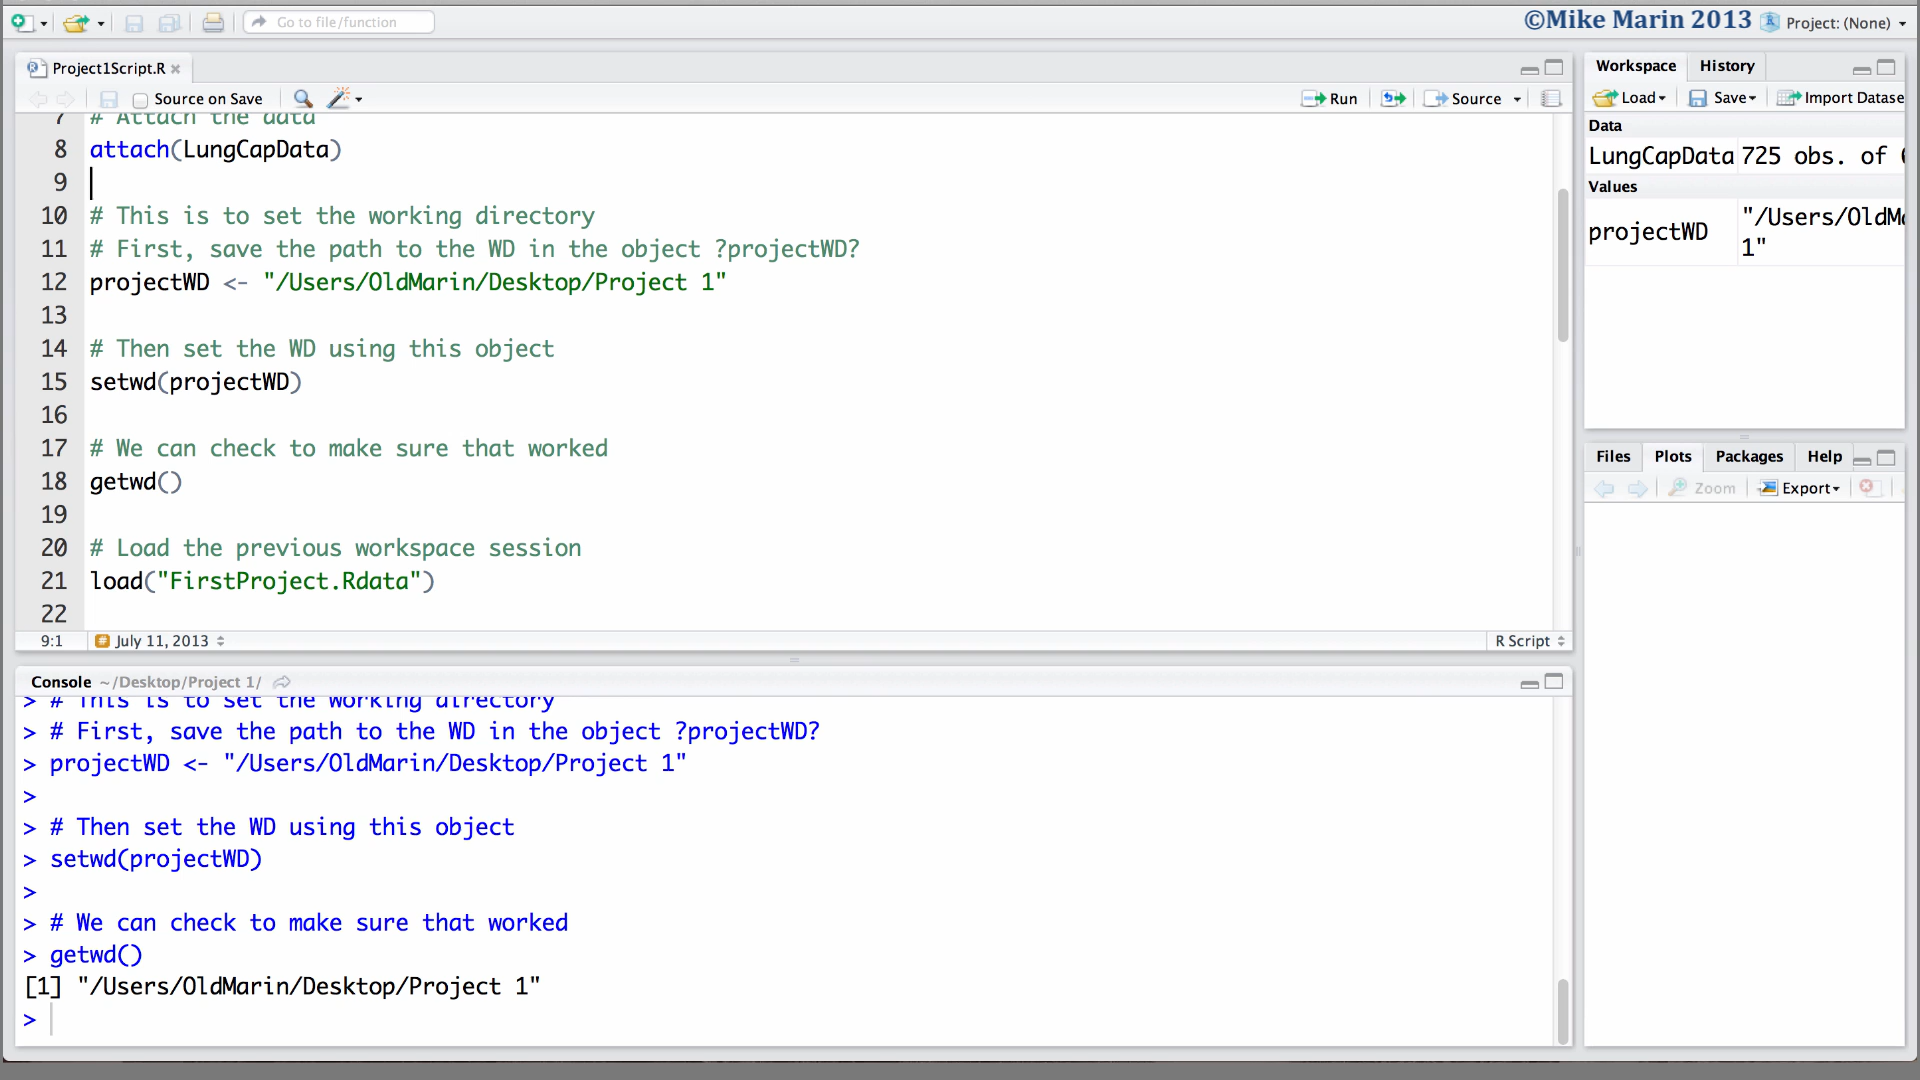 Go to file/function
©Mike Marin 2013 Project: (None)
Project1Script.R
Source on Save
Run
Source
7 # Attach the data
8 attach(LungCapData)
9
10 # This is to set the working directory
11 # First, save the path to the WD in the object ?projectWD?
12 projectWD <- "/Users/OldMarin/Desktop/Project 1"
13
14 # Then set the WD using this object
15 setwd(projectWD)
16
17 # We can check to make sure that worked
18 getwd()
19
20 # Load the previous workspace session
21 load("FirstProject.Rdata")
22
9:1 July 11, 2013 R Script
Console ~/Desktop/Project 1/
> # This is to set the working directory
> # First, save the path to the WD in the object ?projectWD?
> projectWD <- "/Users/OldMarin/Desktop/Project 1"
>
> # Then set the WD using this object
> setwd(projectWD)
>
> # We can check to make sure that worked
> getwd()
[1] "/Users/OldMarin/Desktop/Project 1"
>
Workspace History
Load Save Import Datase
Data
LungCapData 725 obs. of
Values
projectWD "/Users/OldMa
1"
Files Plots Packages Help
Zoom Export